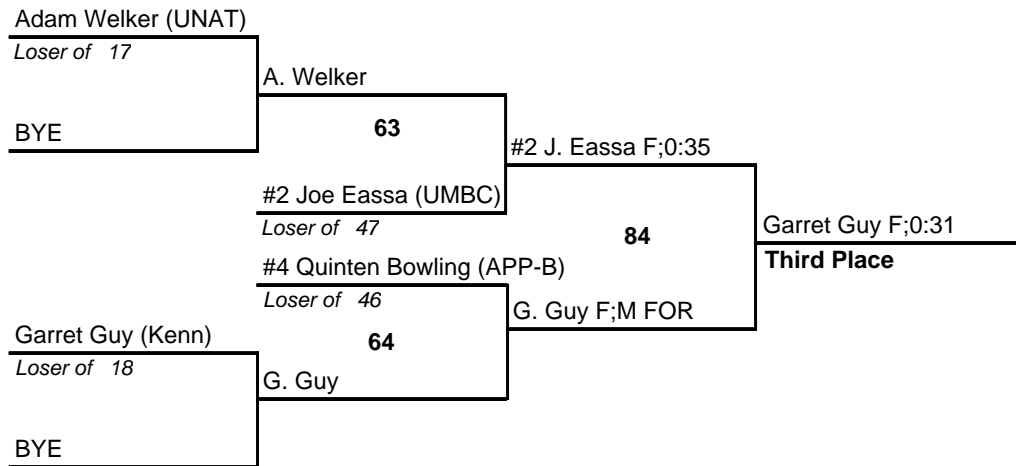 Adam Welker (UNAT)
Loser of 17
A. Welker
BYE
63
#2 J. Eassa F;0:35
#2 Joe Eassa (UMBC)
Loser of 47
84
Garret Guy F;0:31
Third Place
#4 Quinten Bowling (APP-B)
Loser of 46
G. Guy F;M FOR
Garret Guy (Kenn)
Loser of 18
64
G. Guy
BYE